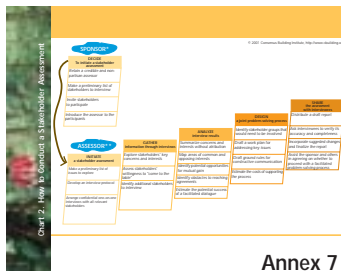 Chart 2. How to Conduct a Stakeholder Assessment
© 2007. Consensus Building Institute. http://www.building-a
SPONSOR*
DECIDE
To initiate a stakeholder
assessment
Retain a credible and non-
partisan assessor
Make a preliminary list of
stakeholders to interview
Invite stakeholders
to participate
Introduce the assessor to the
participants
ASSESSOR**
INITIATE
a stakeholder assessment
Make a preliminary list of
issues to explore
Develop an interview protocol
Arrange confidential one-on-one
interviews with all relevant
stakeholders
GATHER
information through interviews
Explore stakeholders' key
concerns and interests
Assess stakeholders'
willingness to "come to the
table"
Identify additional stakeholders
to interview
ANALYZE
interview results
Summarize concerns and
interests without attribution
Map areas of common and
opposing interests
Identify potential opportunities
for mutual gain
Identify obstacles to reaching
agreements
Estimate the potential success
of a facilitated dialogue
DESIGN
a joint problem solving process
Identify stakeholder groups that
would need to be involved
Draft a work plan for
addressing key issues
Draft ground rules for
constructive communication
Estimate the costs of supporting
the process
SHARE
the assessment
with interviewees
Distribute a draft report
Ask interviewees to verify its
accuracy and completeness
Incorporate suggested changes
and finalize the report
Assist the sponsor and others
in agreeing on whether to
proceed with a facilitated
problem solving process
Annex 7